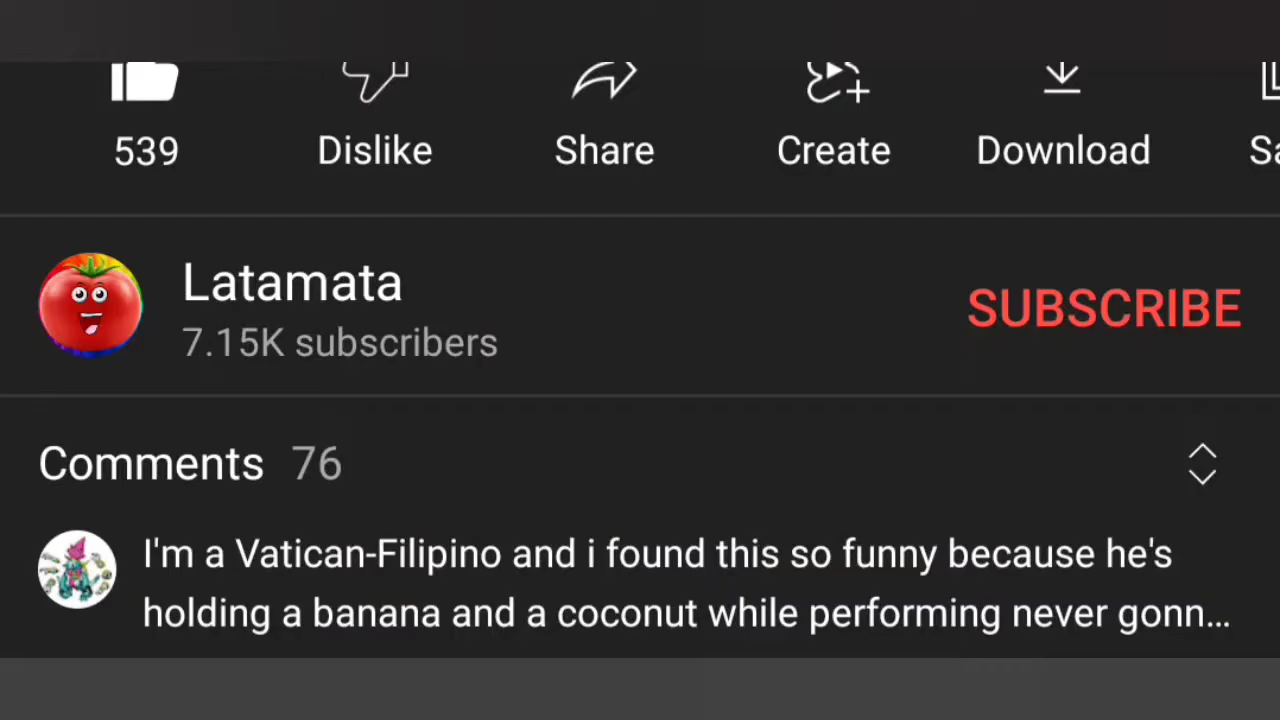 539 Dislike Share Create Download Sa
Latamata
7.15K subscribers
SUBSCRIBE
Comments 76
I'm a Vatican-Filipino and i found this so funny because he's
holding a banana and a coconut while performing never gonn...